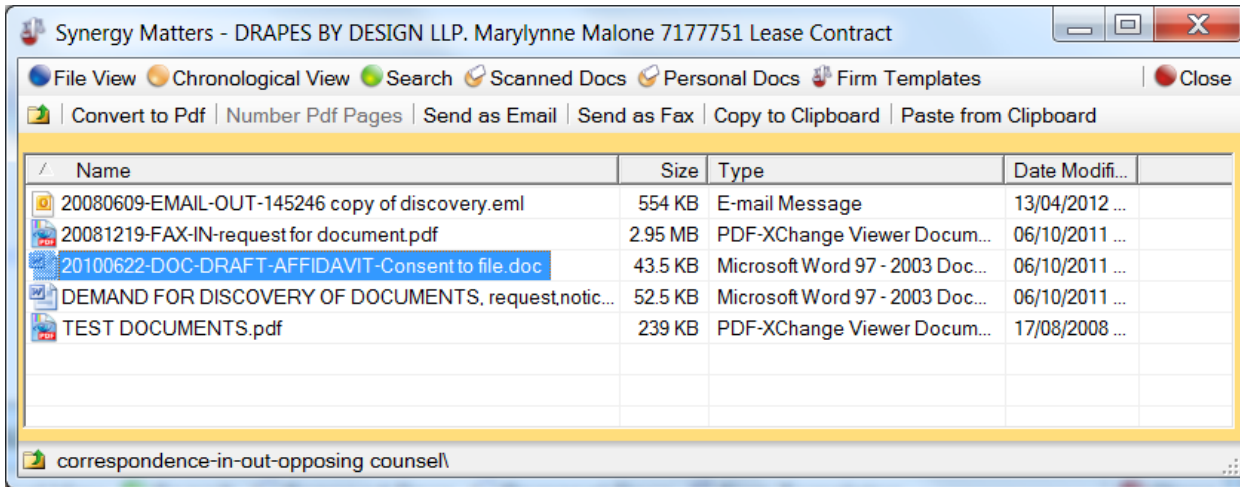 Synergy Matters - DRAPES BY DESIGN LLP. Marylynne Malone 7177751 Lease Contract
File View Chronological View Search Scanned Docs Personal Docs Firm Templates Close
Convert to Pdf Number Pdf Pages Send as Email Send as Fax Copy to Clipboard Paste from Clipboard
Name Size Type Date Modifi...
20080609-EMAIL-OUT-145246 copy of discovery.eml 554 KB E-mail Message 13/04/2012 ...
20081219-FAX-IN-request for document.pdf 2.95 MB PDF-XChange Viewer Docum... 06/10/2011 ...
20100622-DOC-DRAFT-AFFIDAVIT-Consent to file.doc 43.5 KB Microsoft Word 97 - 2003 Doc... 06/10/2011 ...
DEMAND FOR DISCOVERY OF DOCUMENTS, request,notic... 52.5 KB Microsoft Word 97 - 2003 Doc... 06/10/2011 ...
TEST DOCUMENTS.pdf 239 KB PDF-XChange Viewer Docum... 17/08/2008 ...
correspondence-in-out-opposing counsel\